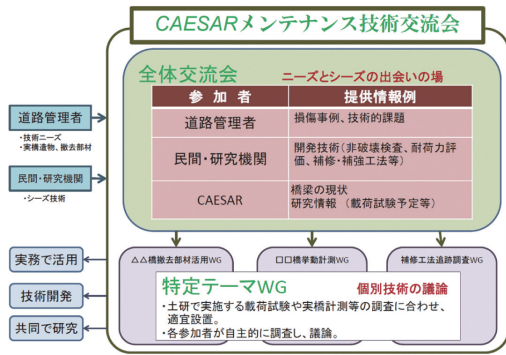 CAESARメンテナンス技術交流会
全体交流会
ニーズとシーズの出会いの場
参加者 提供情報例
道路管理者 損傷事例、技術的課題
民間・研究機関 開発技術(非破壊検査、耐荷力評
価、補修・補強工法等)
CAESAR 橋梁の現状
研究情報 (載荷試験予定等)
道路管理者
・技術ニーズ
・実構造物、撤去部材
民間・研究機関
・シーズ技術
実務で活用
技術開発
共同で研究
△△橋撤去部材活用WG
口口橋挙動計測WG
補修工法追跡調査WG
特定テーマWG 個別技術の議論
・土研で実施する載荷試験や実橋計測等の調査に合わせ、
適宜設置。
・各参加者が自主的に調査し、議論。